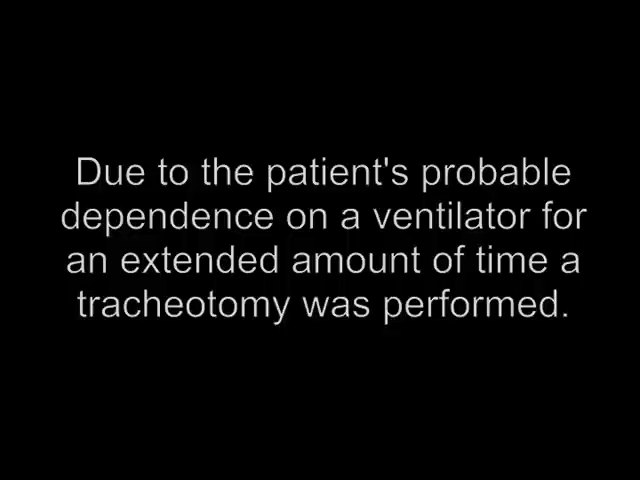 Due to the patient's probable
dependence on a ventilator for
an extended amount of time a
tracheotomy was performed.